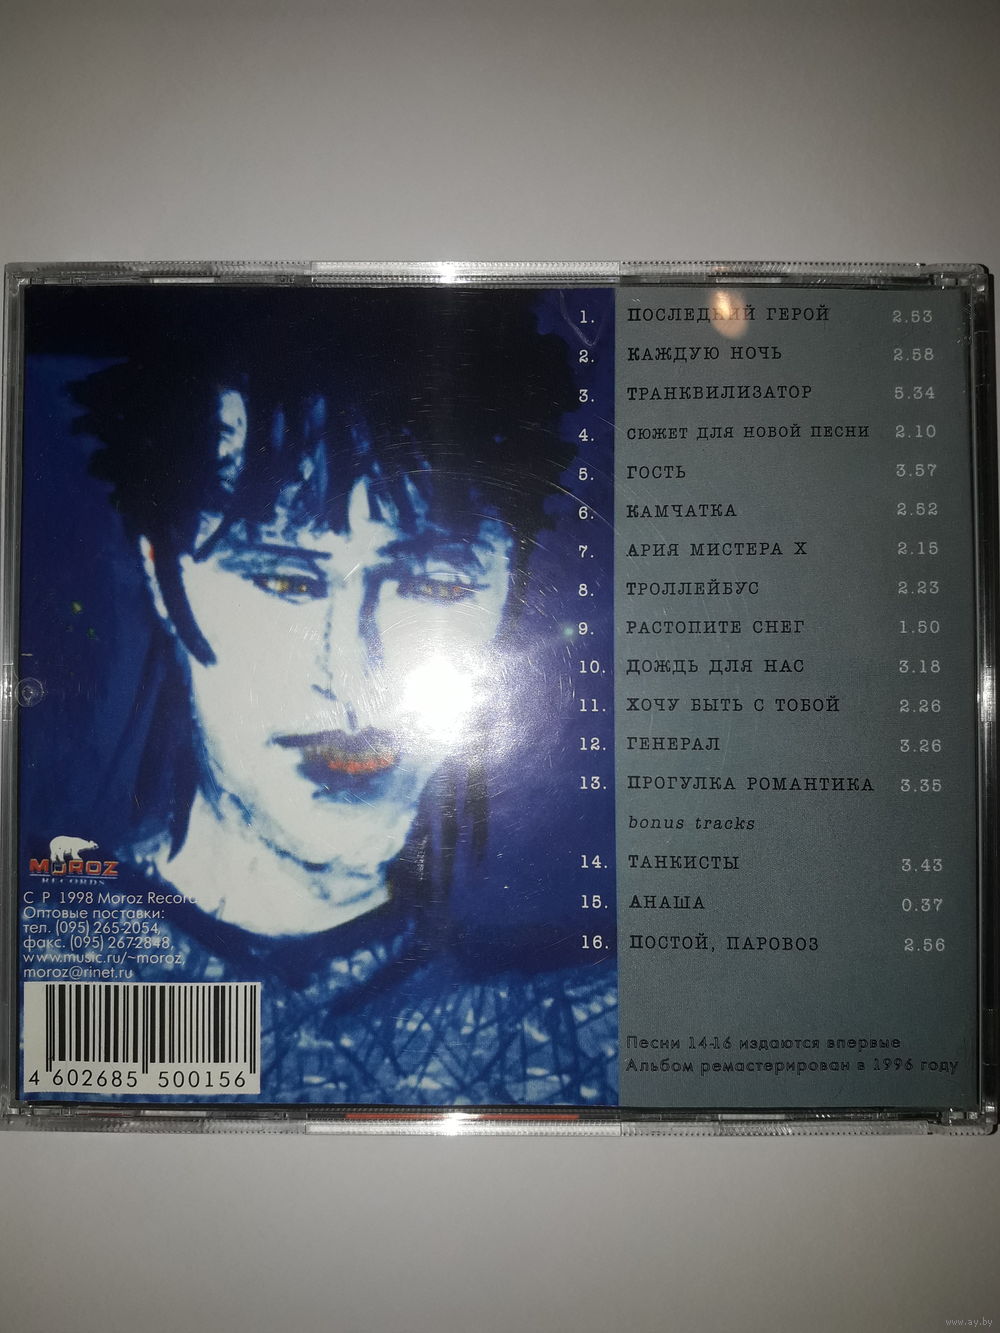 1. ПОСЛЕДНИЙ ГЕРОЙ 2.53
2. КАЖДУЮ НОЧЬ 2.58
3. ТРАНКВИЛИЗАТОР 5.34
4. СЮЖЕТ ДЛЯ НОВОЙ ПЕСНИ 2.10
5. ГОСТЬ 3.57
6. КАМЧАТКА 2.52
7. АРИЯ МИСТЕРА Х 2.15
8. ТРОЛЛЕЙБУС 2.23
9. РАСТОПИТЕ СНЕГ 1.50
10. ДОЖДЬ ДЛЯ НАС 3.18
11. ХОЧУ БЫТЬ С ТОБОЙ 2.26
12. ГЕНЕРАЛ 3.26
13. ПРОГУЛКА РОМАНТИКА 3.35
bonus tracks
14. ТАНКИСТЫ 3.43
15. АНАША 0.37
16. ПОСТОЙ, ПАРОВОЗ 2.56
Песни 14-16 издаются впервые
Альбом ремастерирован в 1996 году
MOROZ
RECORDS
C P 1998 Moroz Record
Оптовые поставки:
тел. (095) 265-2054,
факс. (095) 267-2848,
www.music.ru/~moroz,
moroz@rinet.ru
4 602685 500156
www.ay.by